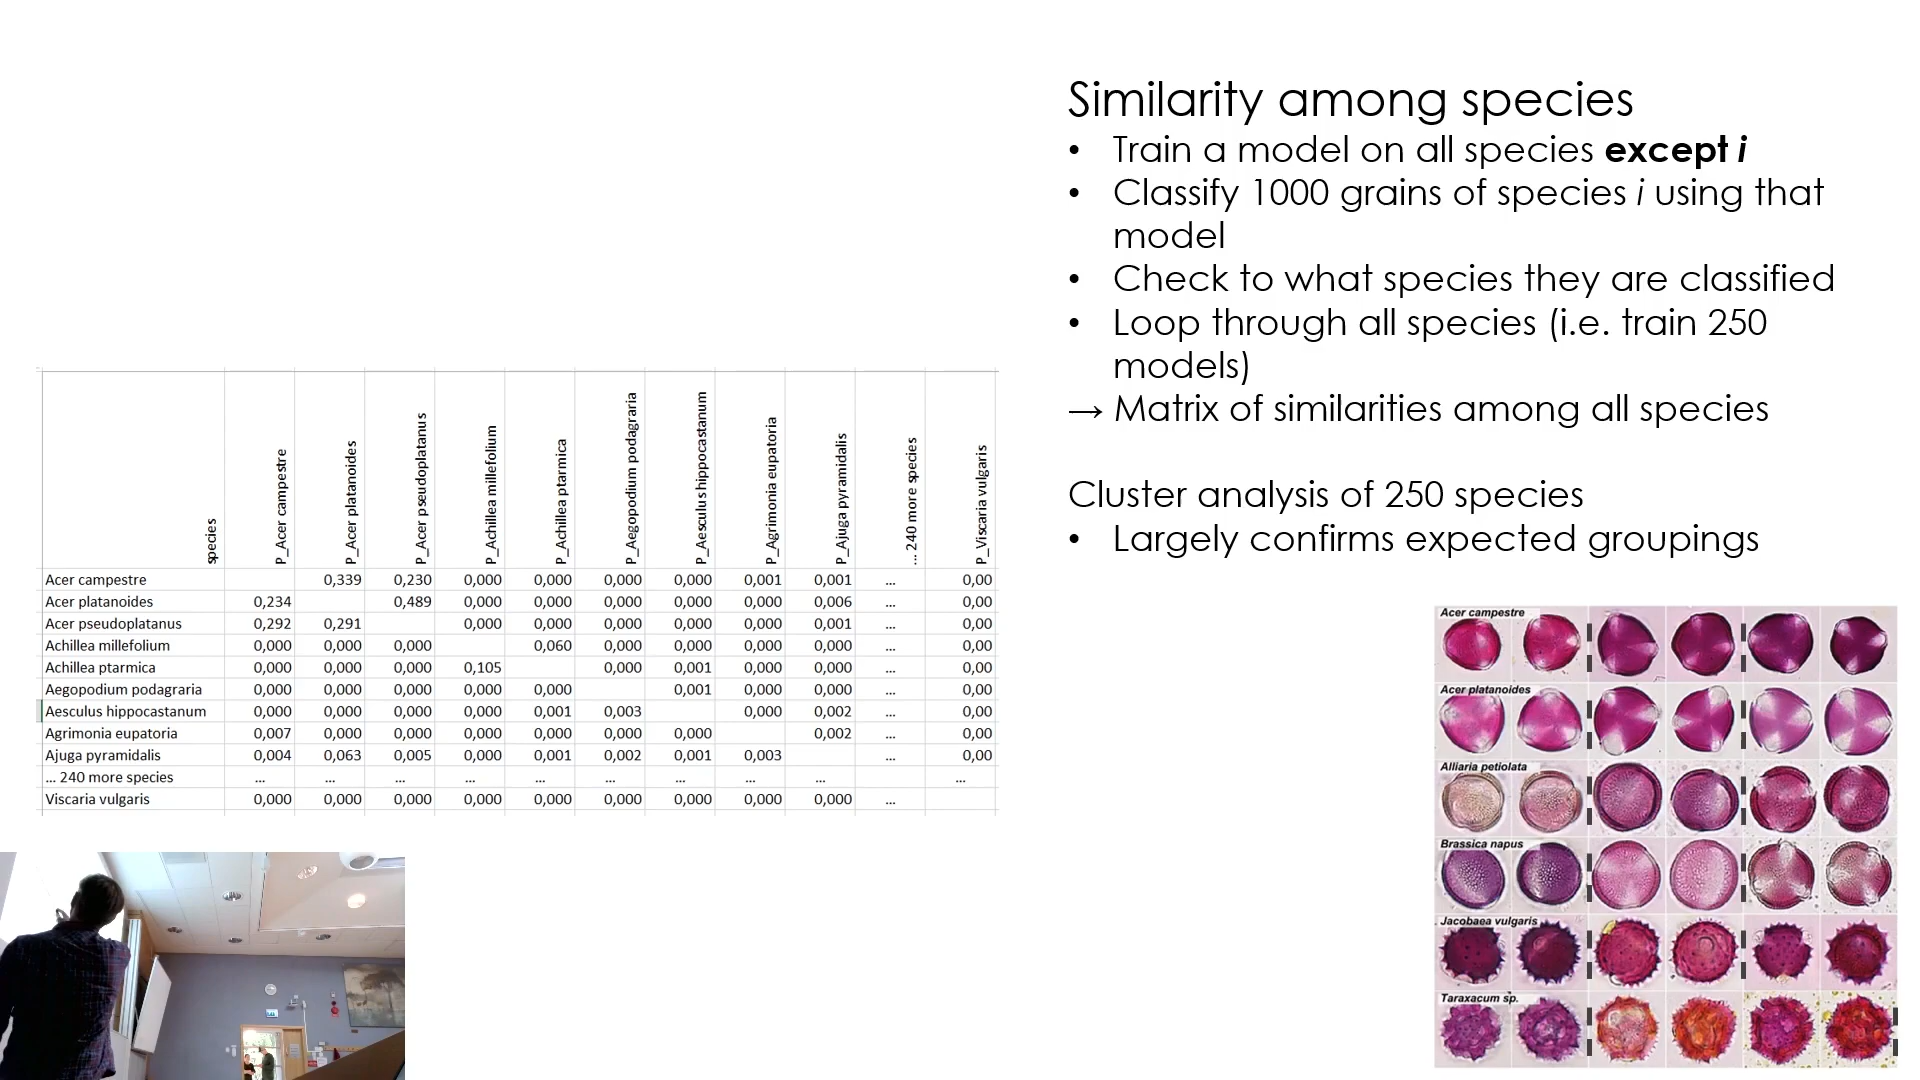 Similarity among species
• Train a model on all species except i
• Classify 1000 grains of species i using that
model
• Check to what species they are classified
• Loop through all species (i.e. train 250
models)
→ Matrix of similarities among all species
Cluster analysis of 250 species
• Largely confirms expected groupings
species P_Acer campestre P_Acer platanoides P_Acer pseudoplatanus P_Achillea millefolium P_Achillea ptarmica P_Aegopodium podagraria P_Aesculus hippocastanum P_Agrimonia eupatoria P_Ajuga pyramidalis ... 240 more species P_Viscaria vulgaris
Acer campestre 0,339 0,230 0,000 0,000 0,000 0,000 0,001 0,001 ... 0,00
Acer platanoides 0,234 0,489 0,000 0,000 0,000 0,000 0,000 0,006 ... 0,00
Acer pseudoplatanus 0,292 0,291 0,000 0,000 0,000 0,000 0,000 0,001 ... 0,00
Achillea millefolium 0,000 0,000 0,000 0,060 0,000 0,000 0,000 0,000 ... 0,00
Achillea ptarmica 0,000 0,000 0,000 0,105 0,000 0,001 0,000 0,000 ... 0,00
Aegopodium podagraria 0,000 0,000 0,000 0,000 0,000 0,001 0,000 0,000 ... 0,00
Aesculus hippocastanum 0,000 0,000 0,000 0,000 0,001 0,003 0,000 0,002 ... 0,00
Agrimonia eupatoria 0,007 0,000 0,000 0,000 0,000 0,000 0,000 0,002 ... 0,00
Ajuga pyramidalis 0,004 0,063 0,005 0,000 0,001 0,002 0,001 0,003 ... 0,00
... 240 more species ... ... ... ... ... ... ... ... ... ...
Viscaria vulgaris 0,000 0,000 0,000 0,000 0,000 0,000 0,000 0,000 0,000 ...
Acer campestre
Acer platanoides
Alliaria petiolata
Brassica napus
Jacobaea vulgaris
Taraxacum sp.